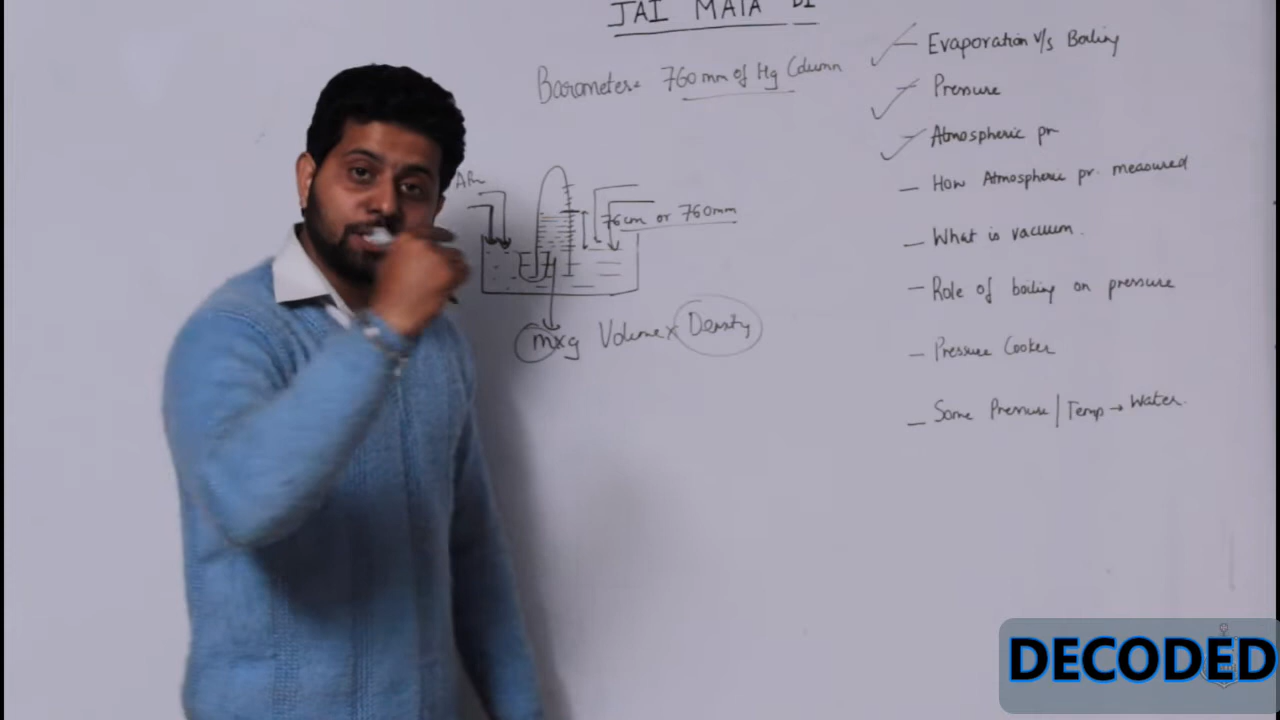 JAI MATA DI
Barometer = 760 mm of Hg Column
76cm or 760mm
mxg Volume x Density
Evaporation v/s Boiling
Pressure
Atmospheric pr
How Atmospheric pr. measured
What is vacuum.
Role of boiling on pressure
Pressure Cooker
Some Pressure / Temp → Water.
DECODED